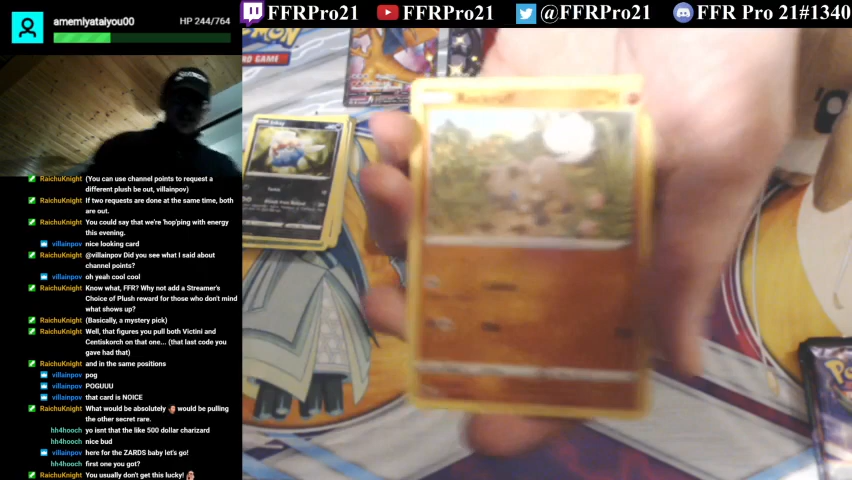 amemlyatalyou00
HP 244/764
FFRPro21
FFRPro21
@FFRPro21
FFR Pro 21#1340
RaichuKnight (You can use channel points to request a
different plush be out, villainpov)
RaichuKnight If two requests are done at the same time, both
are out.
RaichuKnight You could say that we're 'hop'ping with energy
this evening.
villainpov nice looking card
RaichuKnight @villainpov Did you see what I said about
channel points?
villainpov oh yeah cool cool
RaichuKnight Know what, FFR? Why not add a Streamer's
Choice of Plush reward for those who don't mind
what shows up?
RaichuKnight (Basically, a mystery pick)
RaichuKnight Well, that figures you pull both Victini and
Centiskorch on that one... (that last code you
gave had that)
RaichuKnight and in the same positions
villainpov pog
villainpov POGUUU
villainpov that card is NOICE
RaichuKnight What would be absolutely would be pulling
the other secret rare.
hh4hooch yo isnt that the like 500 dollar charizard
hh4hooch nice bud
villainpov here for the ZARDS baby let's go!
hh4hooch first one you got?
RaichuKnight You usually don't get this lucky!
CARD GAME